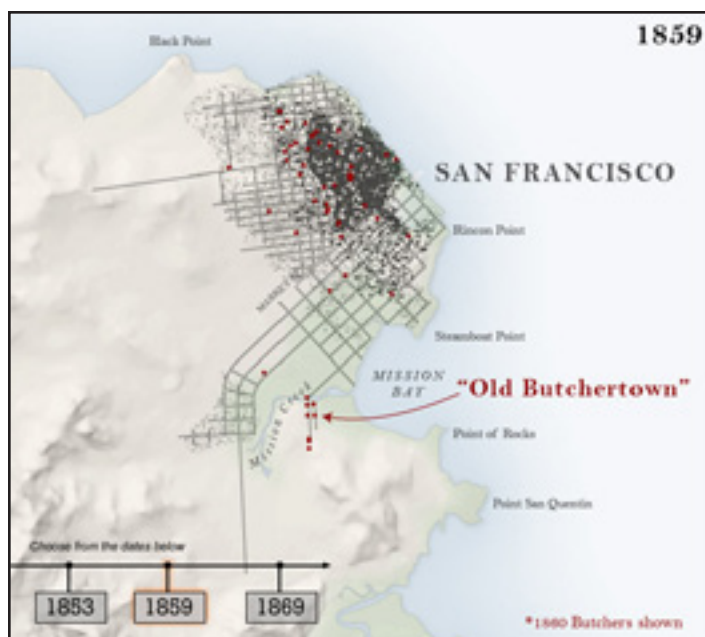 1859
Black Point
SAN FRANCISCO
Rincon Point
MARKET
Steamboat Point
MISSION
BAY
"Old Butchertown"
Mission Creek
Point of Rocks
Point San Quentin
Choose from the dates below
1853
1859
1869
*1860 Butchers shown